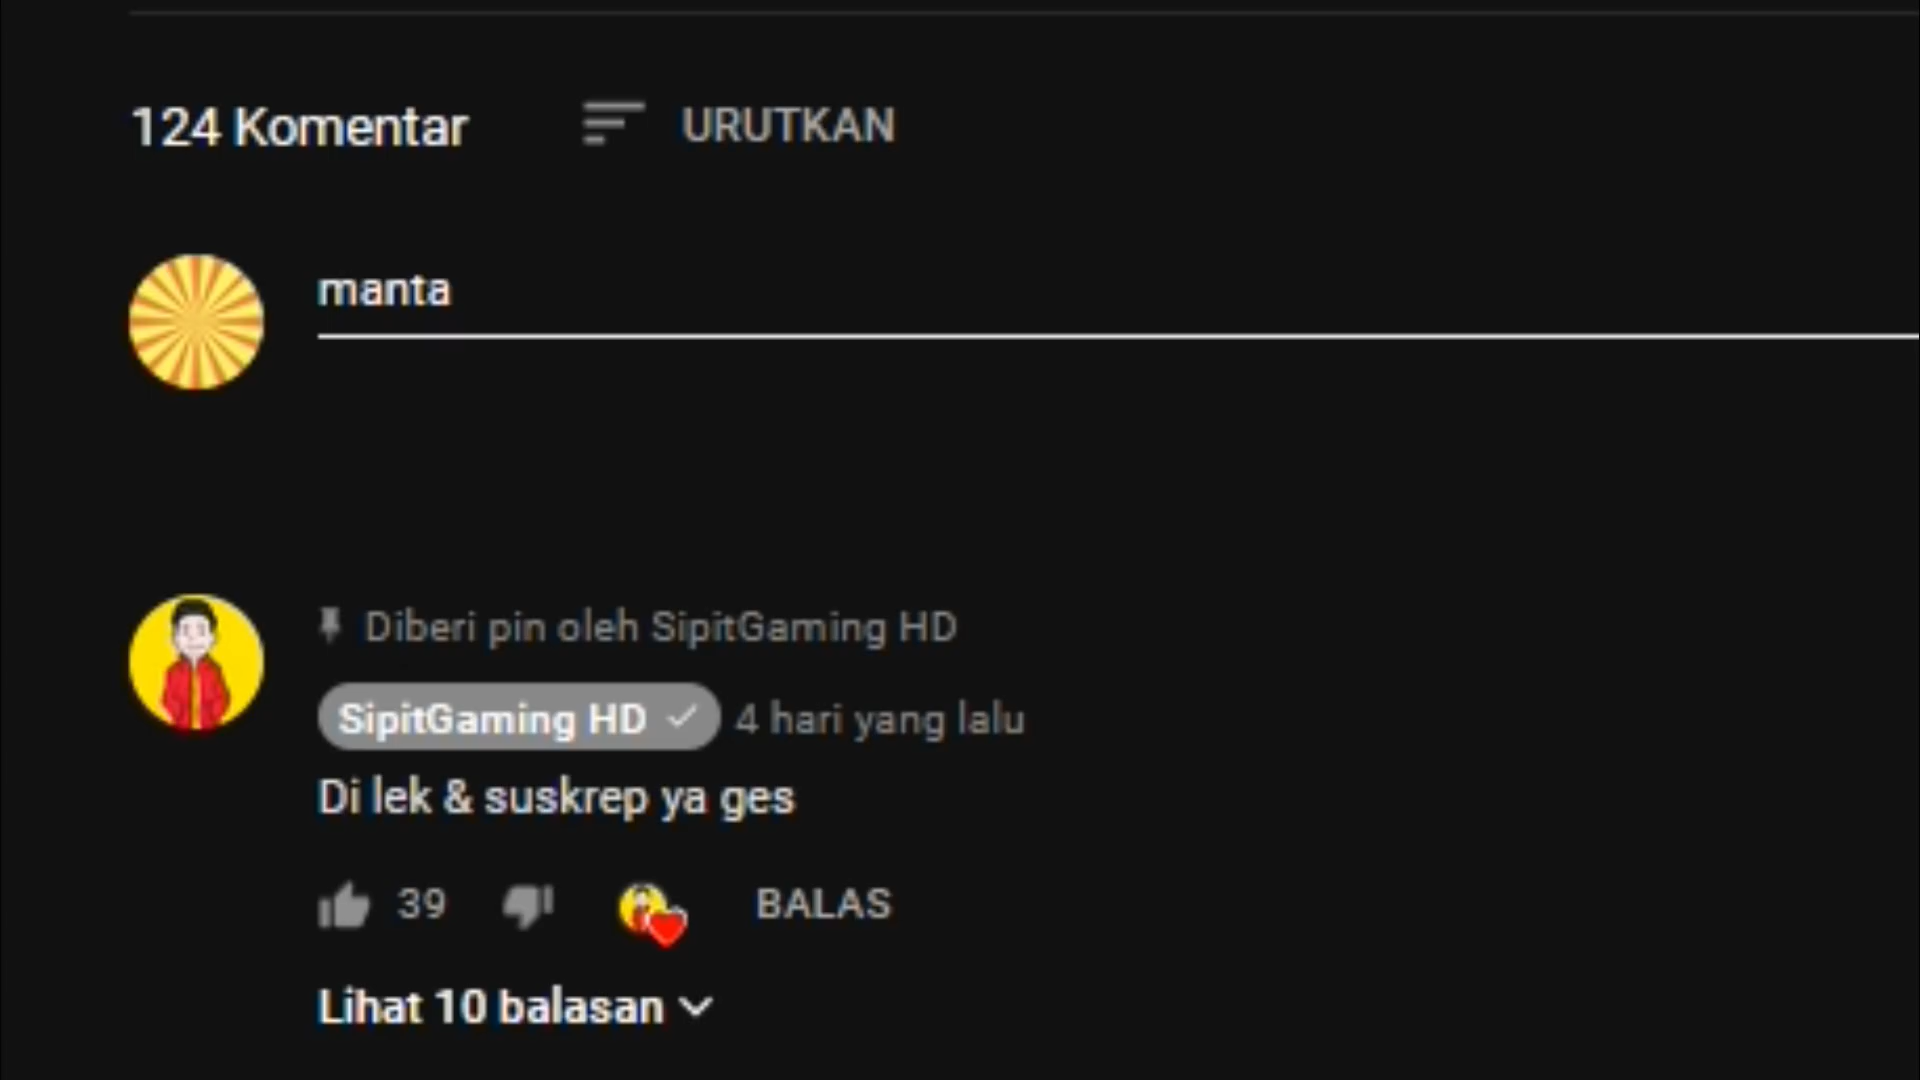 124 Komentar URUTKAN
manta
Diberi pin oleh SipitGaming HD
SipitGaming HD 4 hari yang lalu
Di lek & suskrep ya ges
39 BALAS
Lihat 10 balasan